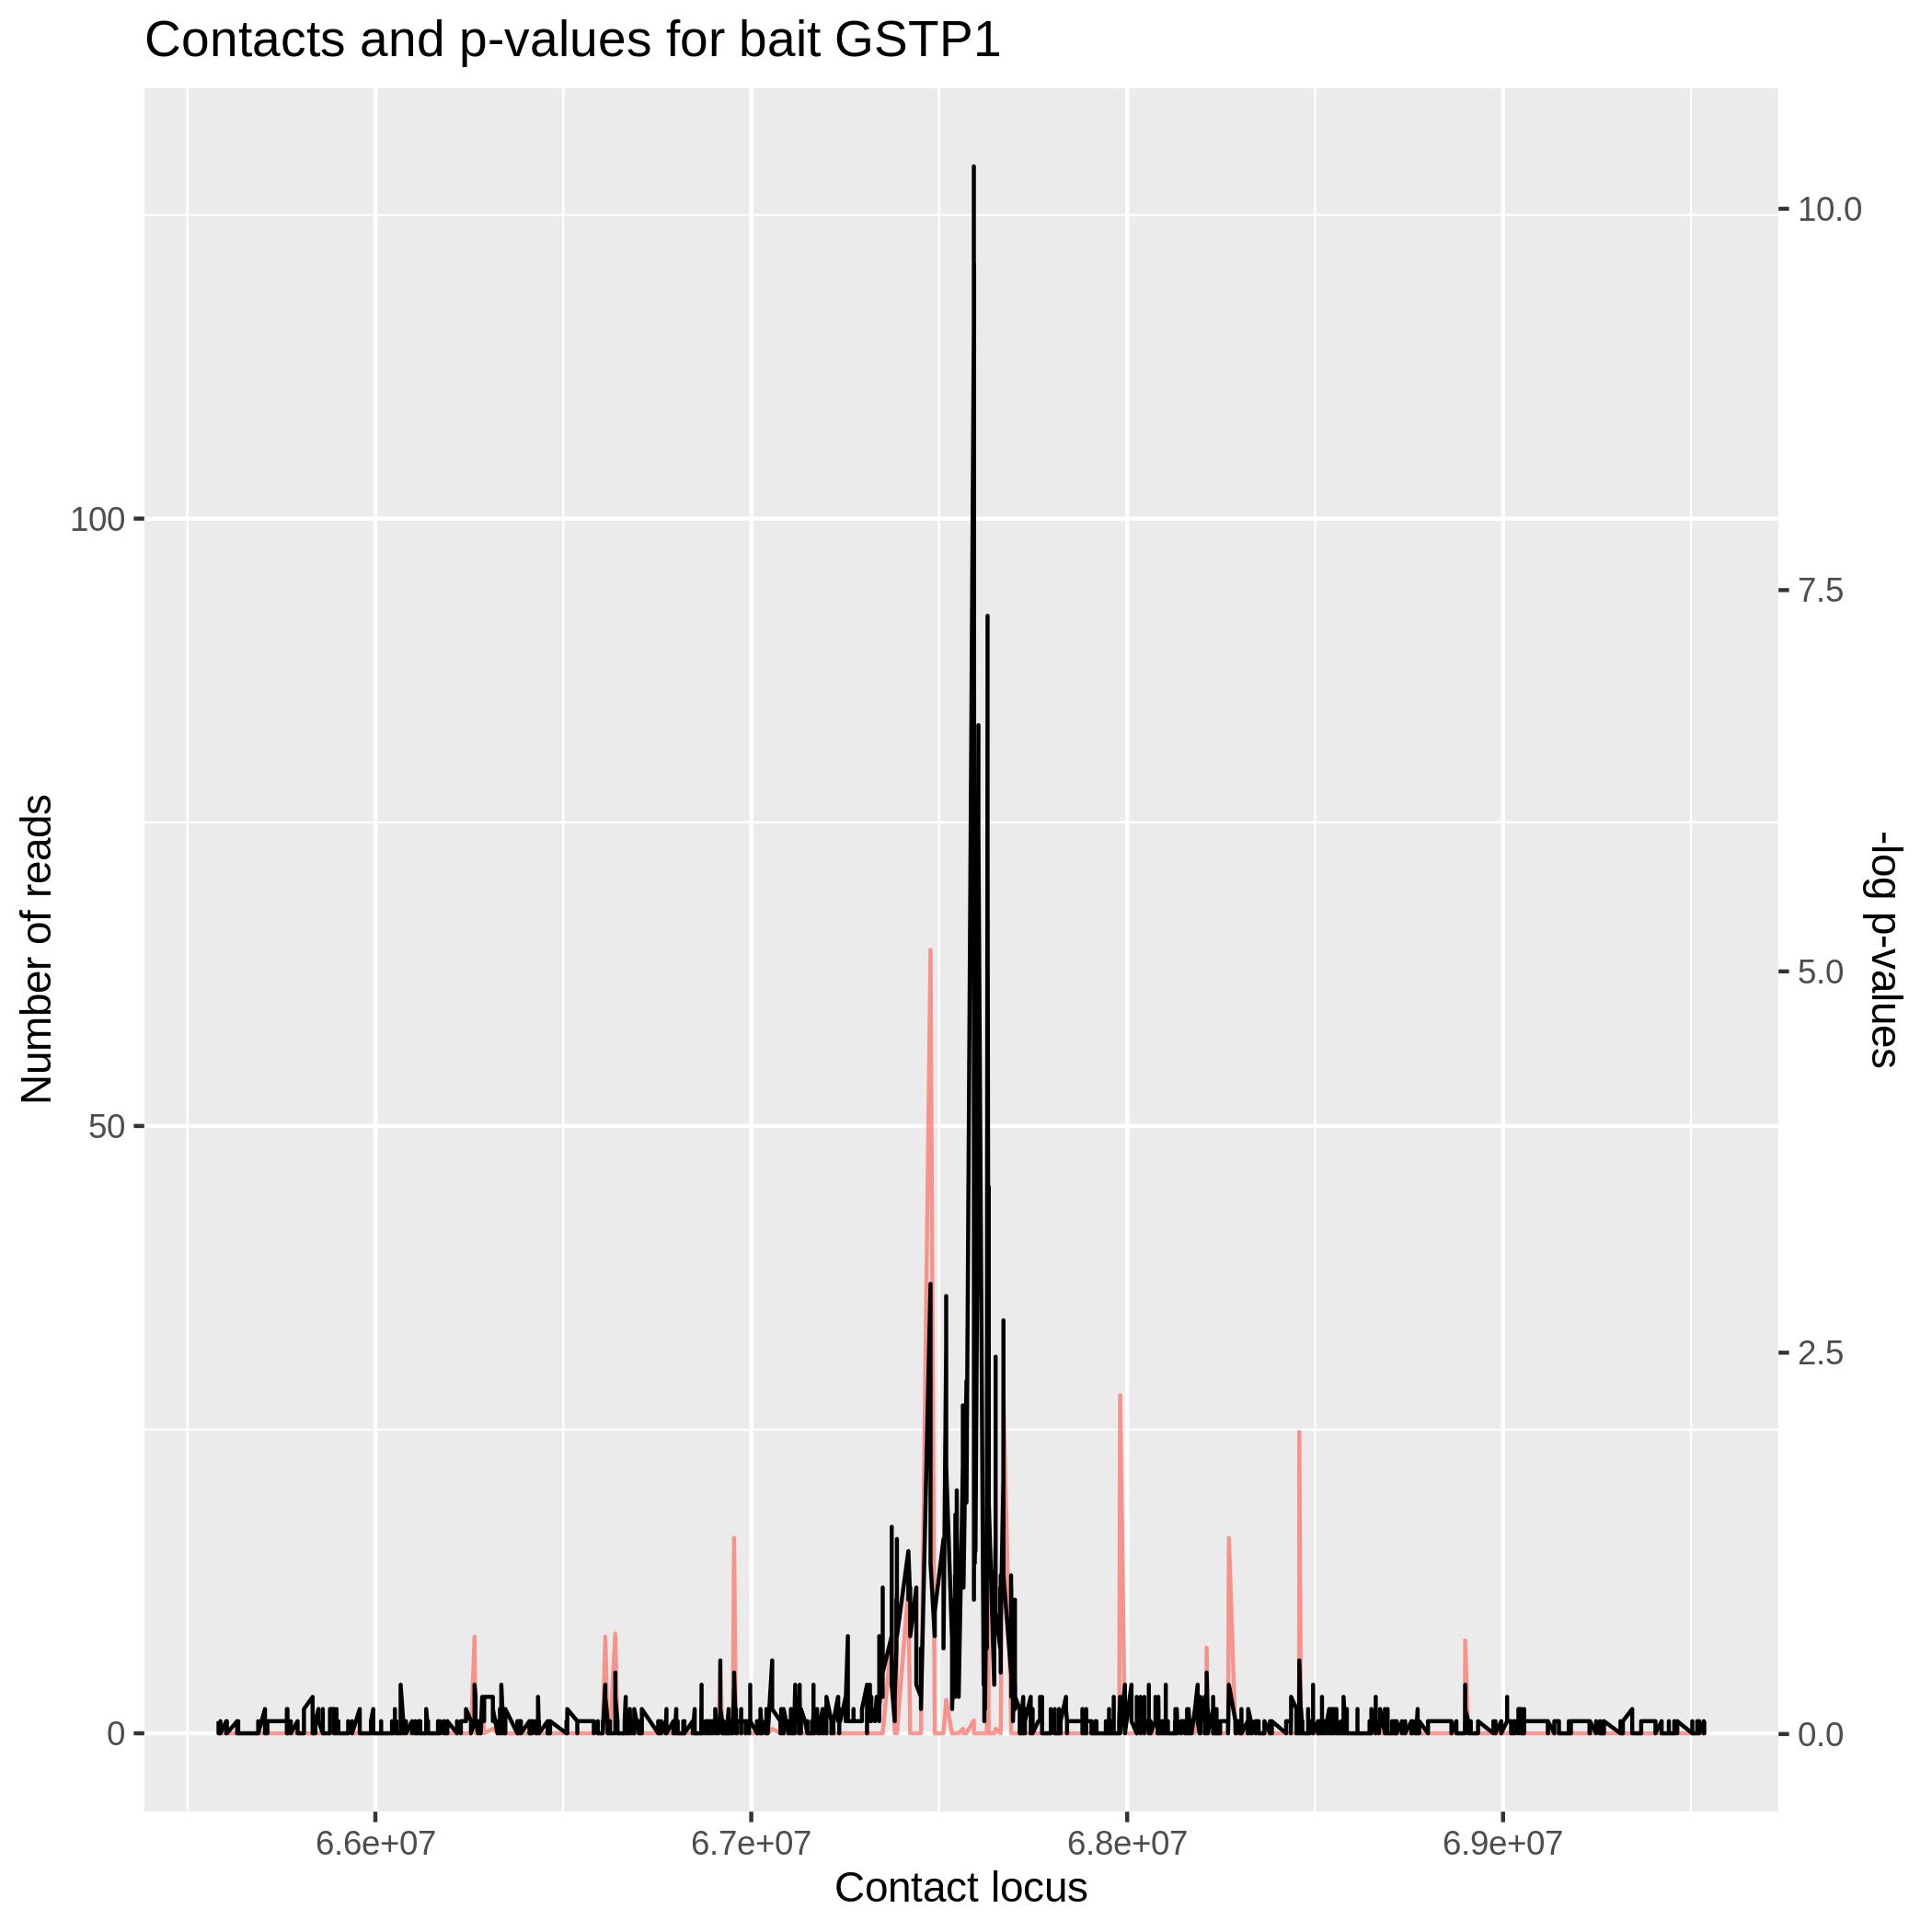 Contacts and p-values for bait GSTP1
10.0
100
7.5
Number of reads
-log p-values
5.0
50
2.5
0
0.0
6.6e+07
6.7e+07
6.8e+07
6.9e+07
Contact locus